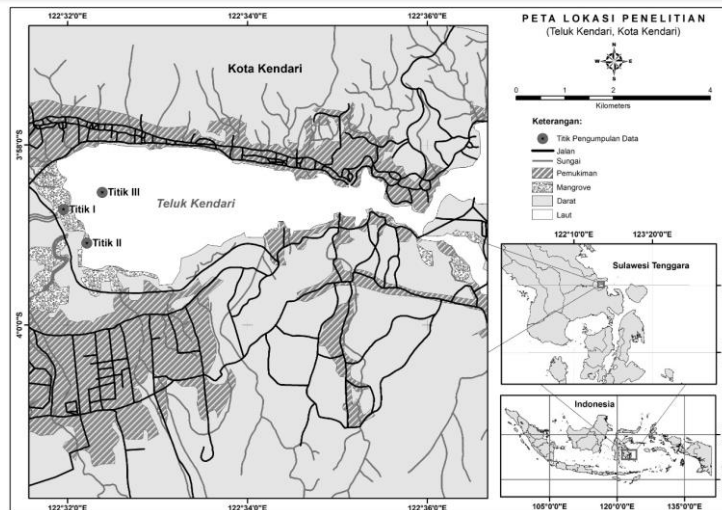 PETA LOKASI PENELITIAN
(Teluk Kendari, Kota Kendari)
N
W E
S
0 1 2 4
Kilometers
Keterangan:
Titik Pengumpulan Data
Jalan
Sungai
Pemukiman
Mangrove
Darat
Laut
122°32'0"E 122°34'0"E 122°36'0"E
Kota Kendari
3°58'0"S
Titik III
Titik I
Teluk Kendari
Titik II
4°0'0"S
122°32'0"E 122°34'0"E 122°36'0"E
122°10'0"E 123°20'0"E
Sulawesi Tenggara
Indonesia
105°0'0"E 120°0'0"E 135°0'0"E